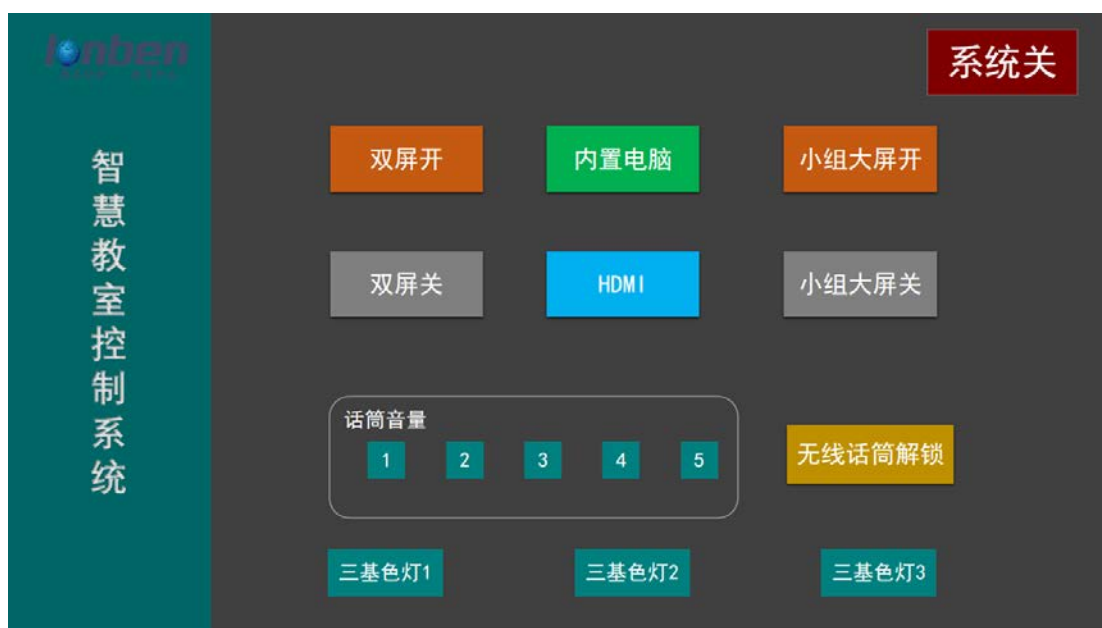 lonben
智慧教室控制系统
系统关
双屏开
内置电脑
小组大屏开
双屏关
HDMI
小组大屏关
话筒音量
1 2 3 4 5
无线话筒解锁
三基色灯1
三基色灯2
三基色灯3